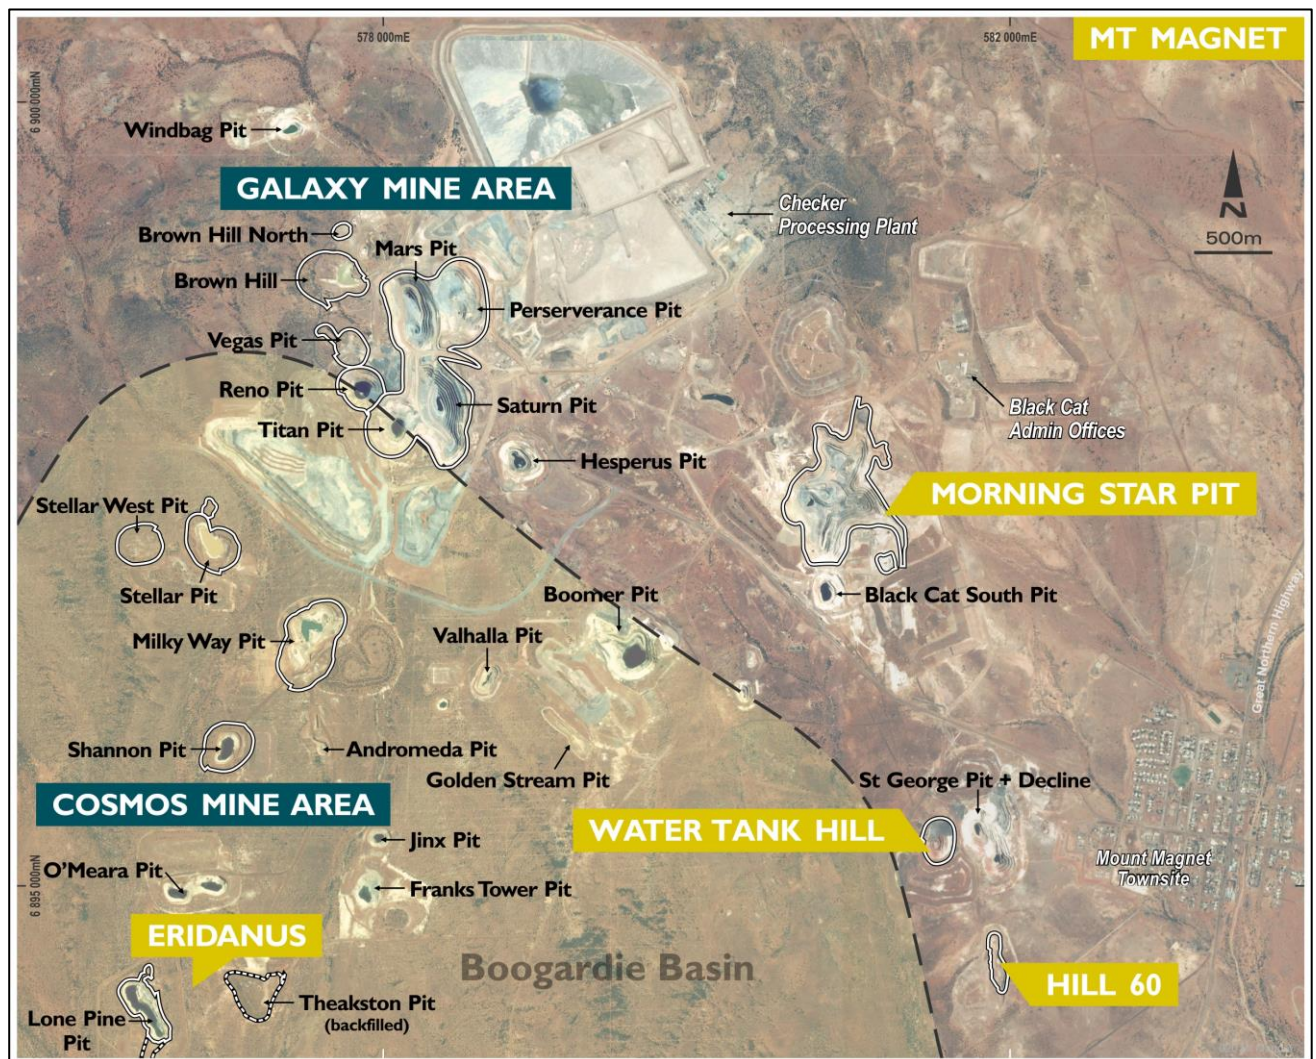 578 000mE
582 000mE
MT MAGNET
6 900 000mN
Windbag Pit
GALAXY MINE AREA
Checker
Processing Plant
N
500m
Brown Hill North
Mars Pit
Brown Hill
Perserverance Pit
Vegas Pit
Reno Pit
Saturn Pit
Titan Pit
Black Cat
Admin Offices
Hesperus Pit
MORNING STAR PIT
Stellar West Pit
Stellar Pit
Boomer Pit
Black Cat South Pit
Milky Way Pit
Valhalla Pit
Great Northern Highway
Shannon Pit
Andromeda Pit
Golden Stream Pit
St George Pit + Decline
COSMOS MINE AREA
WATER TANK HILL
Jinx Pit
Mount Magnet
Townsite
O'Meara Pit
6 895 000mN
Franks Tower Pit
ERIDANUS
Boogardie Basin
HILL 60
Theakston Pit
(backfilled)
Lone Pine
Pit